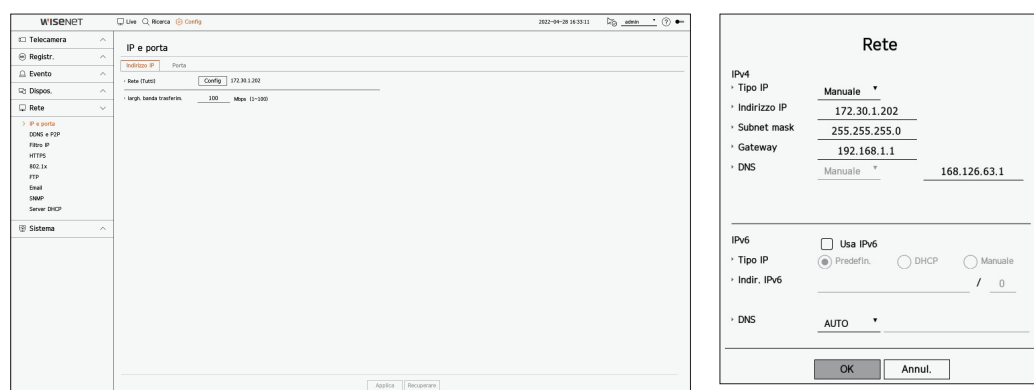 WISENET
Live Ricerca Config
2022-04-28 16:33:11 admin ?
Telecamera
Registr.
Evento
Dispos.
Rete
IP e porta
DDNS e P2P
Filtro IP
HTTPS
802.1x
FTP
Email
SNMP
Server DHCP
Sistema
IP e porta
Indirizzo IP Porta
Rete (Tutti) Config 172.30.1.202
largh. banda trasferim. 100 Mbps (1~100)
Applica Recuperare
Rete
IPv4
Tipo IP Manuale
Indirizzo IP 172.30.1.202
Subnet mask 255.255.255.0
Gateway 192.168.1.1
DNS Manuale 168.126.63.1
IPv6 Usa IPv6
Tipo IP Predefin. DHCP Manuale
Indir. IPv6 / 0
DNS AUTO
OK Annul.